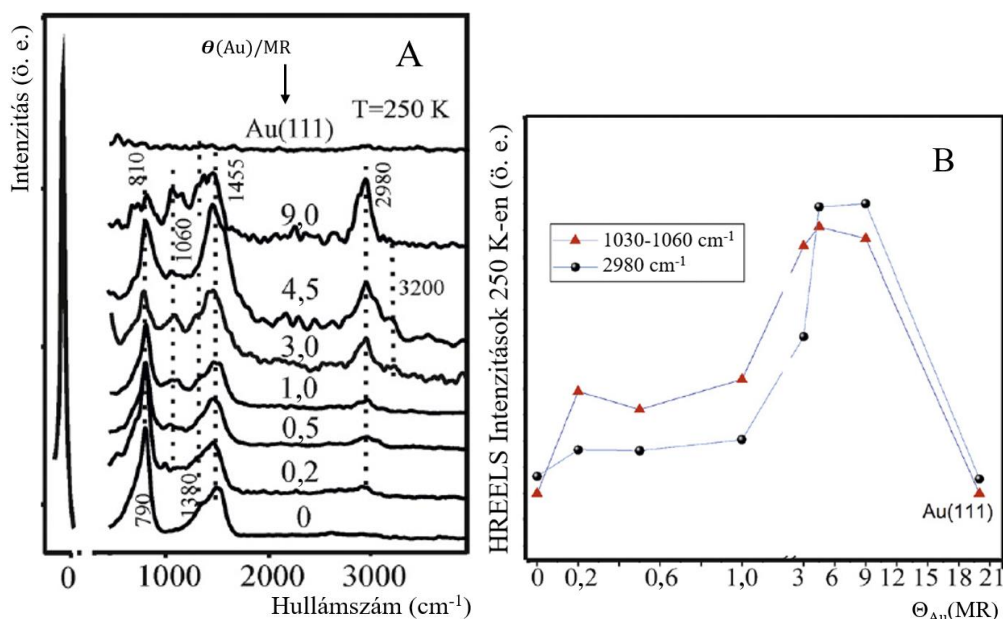 Intenzitás (ö. e.)
ϴ(Au)/MR
A
T=250 K
Au(111)
810
1455
2980
9,0
1060
3200
4,5
3,0
1,0
0,5
0,2
790
1380
0
0
1000
2000
3000
Hullámszám (cm⁻¹)
HREELS Intenzitások 250 K-en (ö. e.)
B
1030-1060 cm⁻¹
2980 cm⁻¹
Au(111)
0 0,2 0,6 1,0 3 6 9 12 15 18 21
ΘAu(MR)